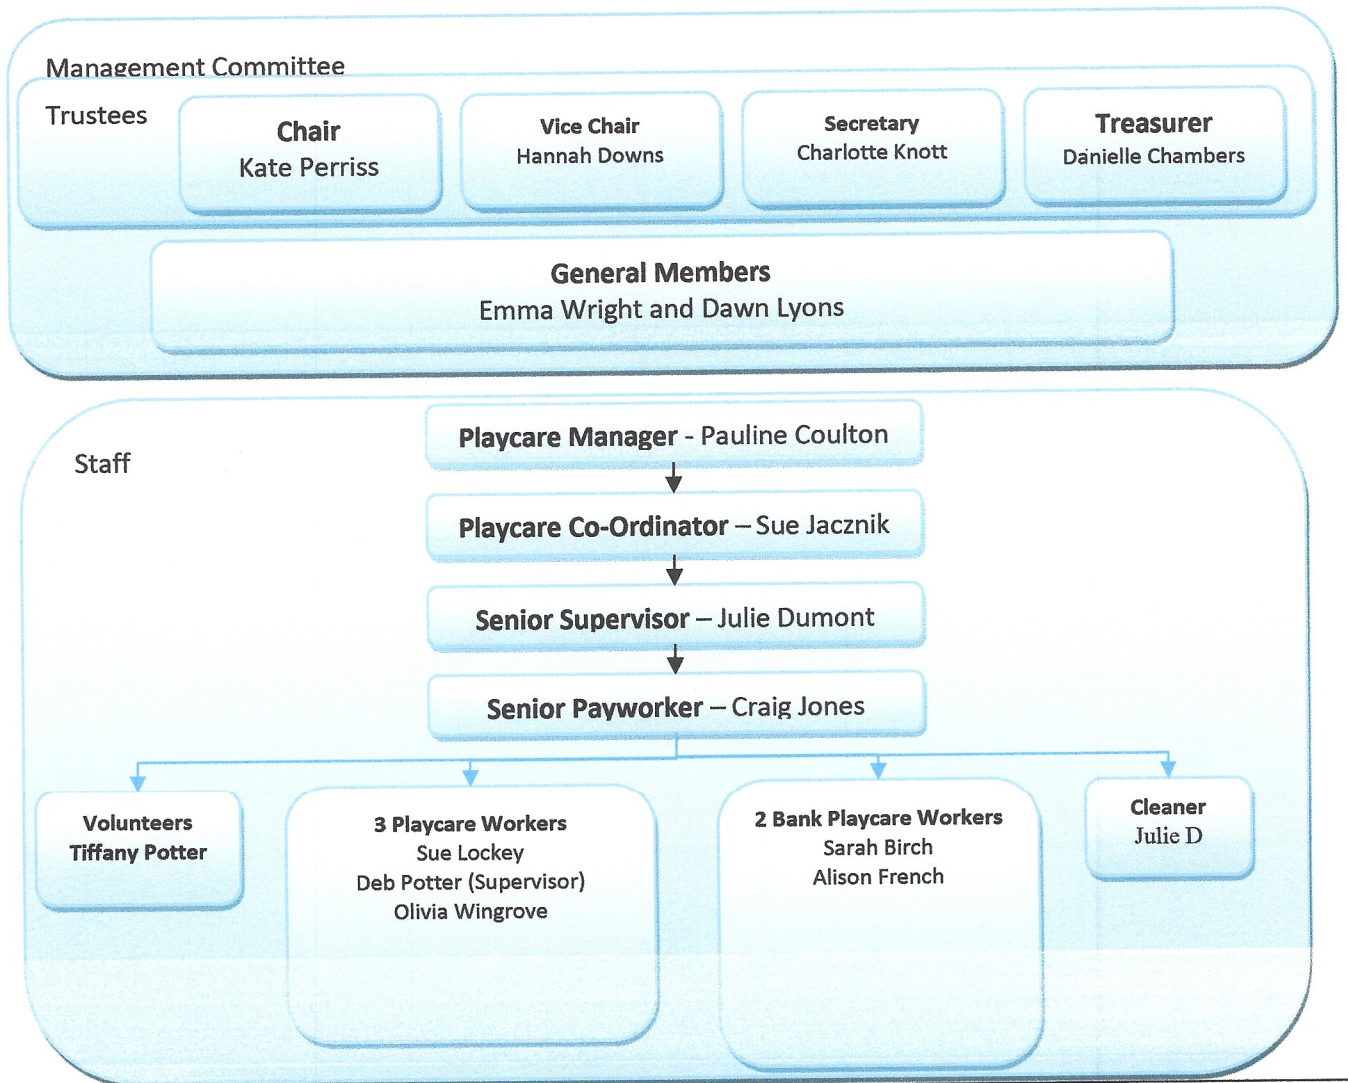 Management Committee
Trustees
Chair
Kate Perriss
Vice Chair
Hannah Downs
Secretary
Charlotte Knott
Treasurer
Danielle Chambers
General Members
Emma Wright and Dawn Lyons
Staff
Playcare Manager - Pauline Coulton
Playcare Co-Ordinator – Sue Jacznik
Senior Supervisor – Julie Dumont
Senior Payworker – Craig Jones
Volunteers
Tiffany Potter
3 Playcare Workers
Sue Lockey
Deb Potter (Supervisor)
Olivia Wingrove
2 Bank Playcare Workers
Sarah Birch
Alison French
Cleaner
Julie D